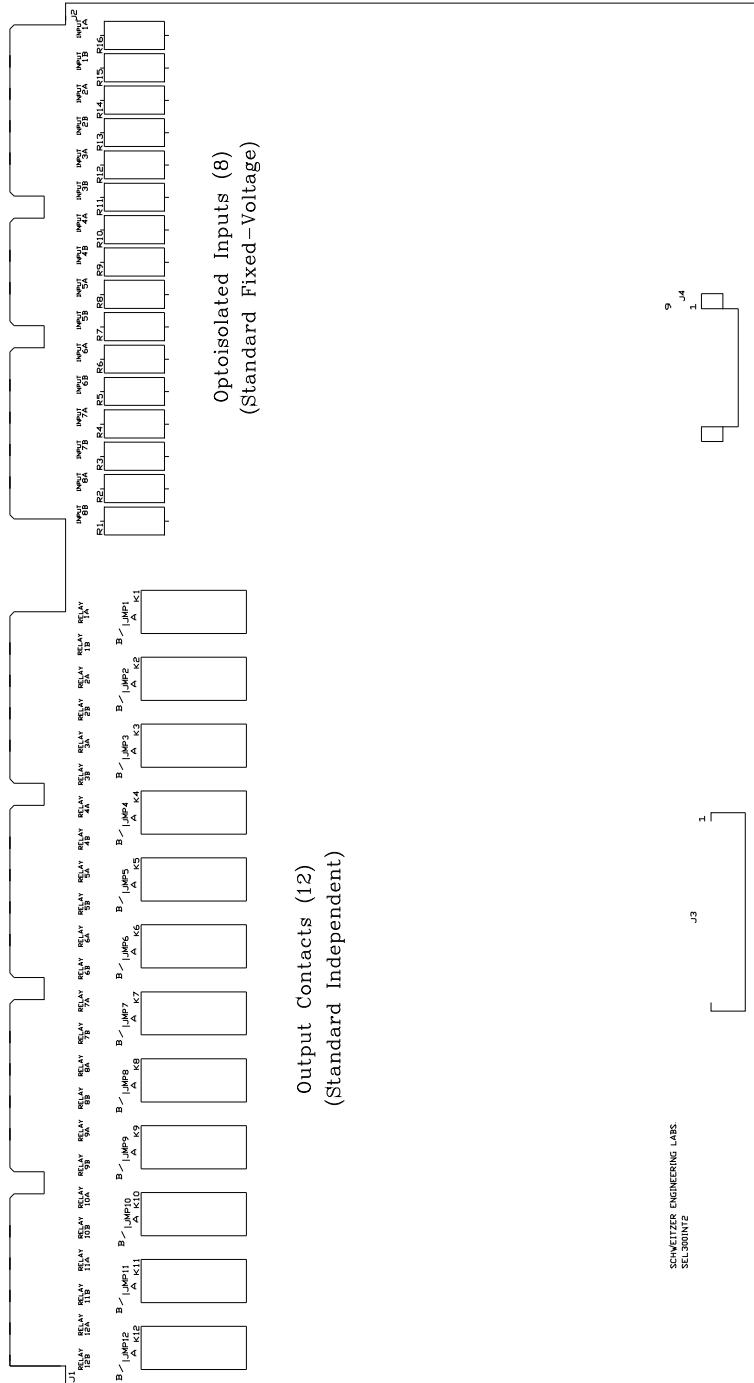 J2
INPUT
1A
INPUT
1B
INPUT
2A
INPUT
2B
INPUT
3A
INPUT
3B
INPUT
4A
INPUT
4B
INPUT
5A
INPUT
5B
INPUT
6A
INPUT
6B
INPUT
7A
INPUT
7B
INPUT
8A
INPUT
8B
R16
R15
R14
R13
R12
R11
R10
R9
R8
R7
R6
R5
R4
R3
R2
R1
Optoisolated Inputs (8)
(Standard Fixed-Voltage)
9
1
J4
RELAY
1A
RELAY
1B
RELAY
2A
RELAY
2B
RELAY
3A
RELAY
3B
RELAY
4A
RELAY
4B
RELAY
5A
RELAY
5B
RELAY
6A
RELAY
6B
RELAY
7A
RELAY
7B
RELAY
8A
RELAY
8B
RELAY
9A
RELAY
9B
RELAY
10A
RELAY
10B
RELAY
11A
RELAY
11B
RELAY
12A
RELAY
12B
J1
B JMP1 A K1
B JMP2 A K2
B JMP3 A K3
B JMP4 A K4
B JMP5 A K5
B JMP6 A K6
B JMP7 A K7
B JMP8 A K8
B JMP9 A K9
B JMP10 A K10
B JMP11 A K11
B JMP12 A K12
Output Contacts (12)
(Standard Independent)
1
J3
SCHWEITZER ENGINEERING LABS.
SEL300INT2